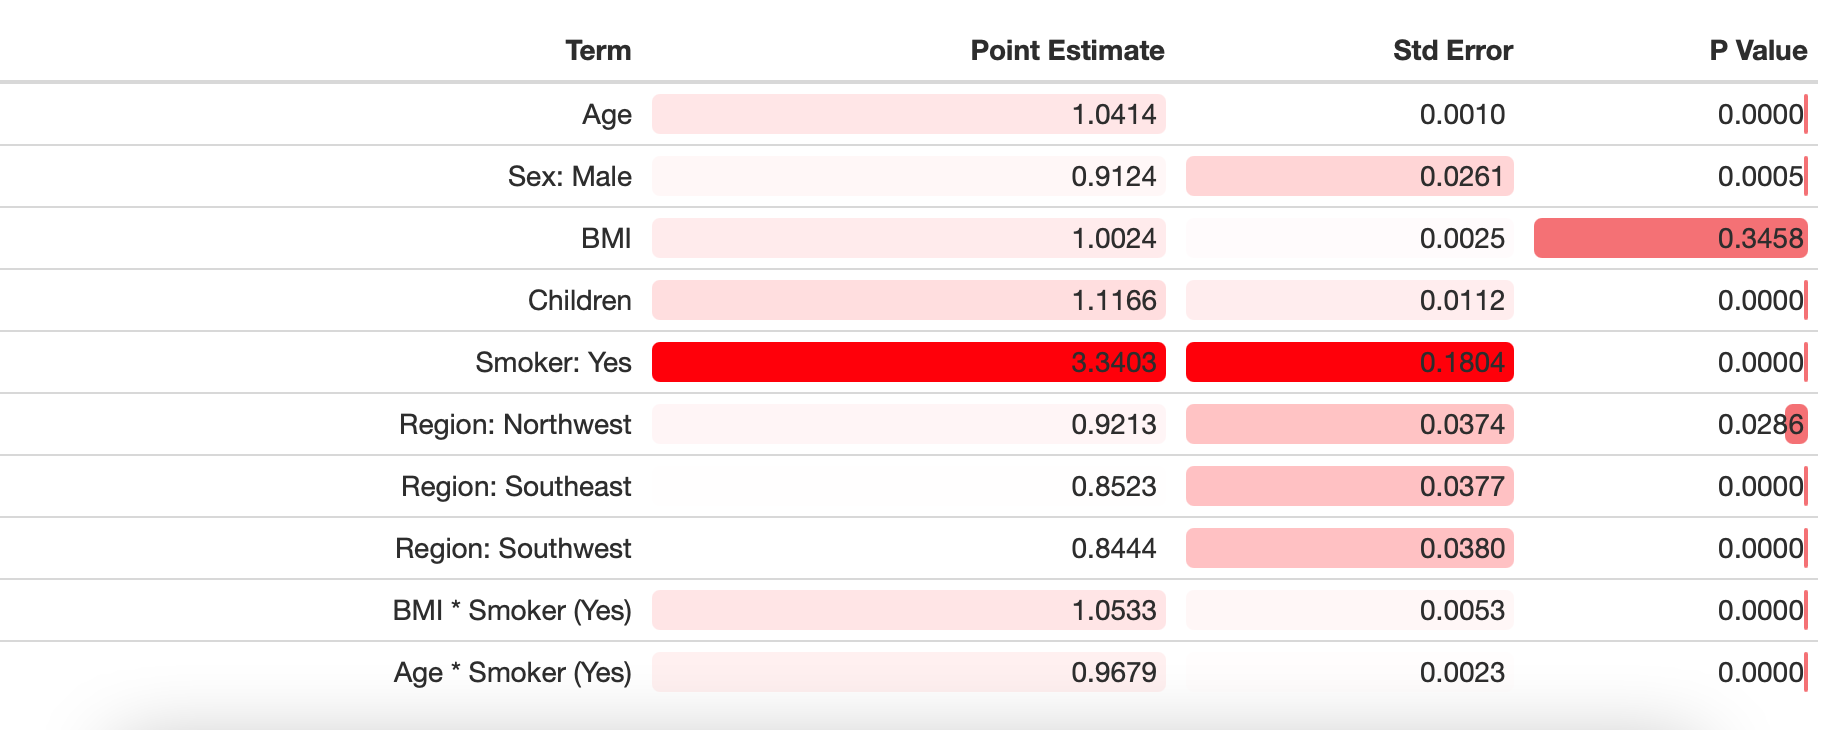 Term Point Estimate Std Error P Value
Age 1.0414 0.0010 0.0000
Sex: Male 0.9124 0.0261 0.0005
BMI 1.0024 0.0025 0.3458
Children 1.1166 0.0112 0.0000
Smoker: Yes 3.3403 0.1804 0.0000
Region: Northwest 0.9213 0.0374 0.0286
Region: Southeast 0.8523 0.0377 0.0000
Region: Southwest 0.8444 0.0380 0.0000
BMI * Smoker (Yes) 1.0533 0.0053 0.0000
Age * Smoker (Yes) 0.9679 0.0023 0.0000